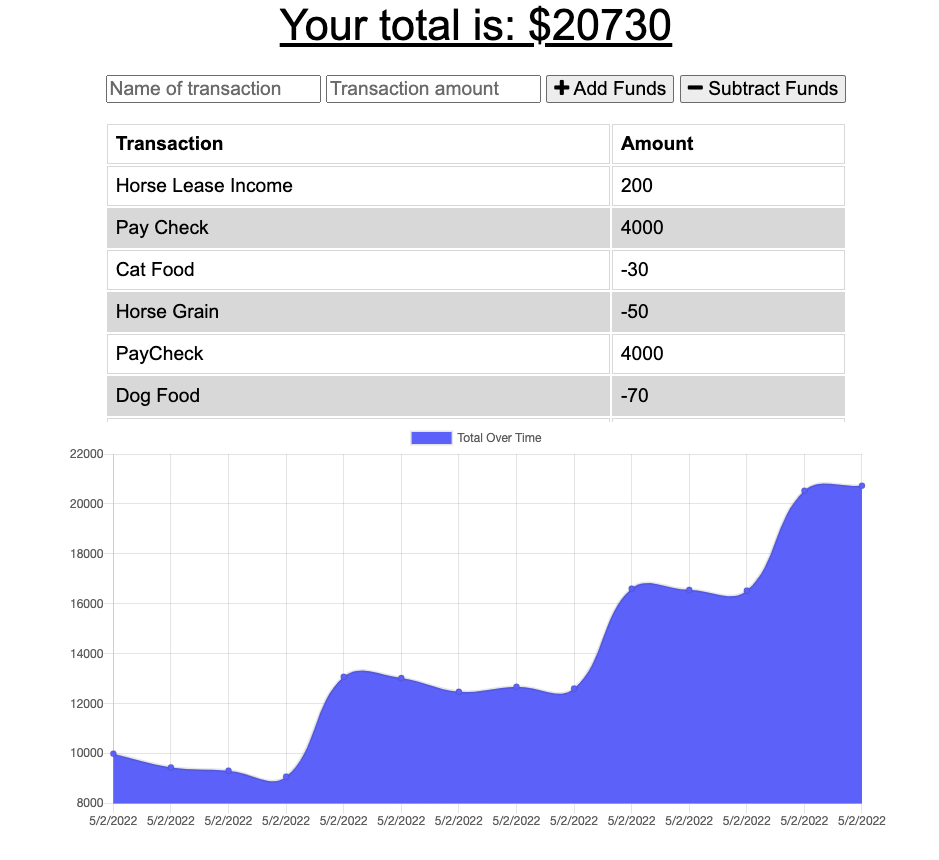 Your total is: $20730
Name of transaction Transaction amount Add Funds Subtract Funds
Transaction Amount
Horse Lease Income 200
Pay Check 4000
Cat Food -30
Horse Grain -50
PayCheck 4000
Dog Food -70
Total Over Time
22000
20000
18000
16000
14000
12000
10000
8000
5/2/2022 5/2/2022 5/2/2022 5/2/2022 5/2/2022 5/2/2022 5/2/2022 5/2/2022 5/2/2022 5/2/2022 5/2/2022 5/2/2022 5/2/2022 5/2/2022